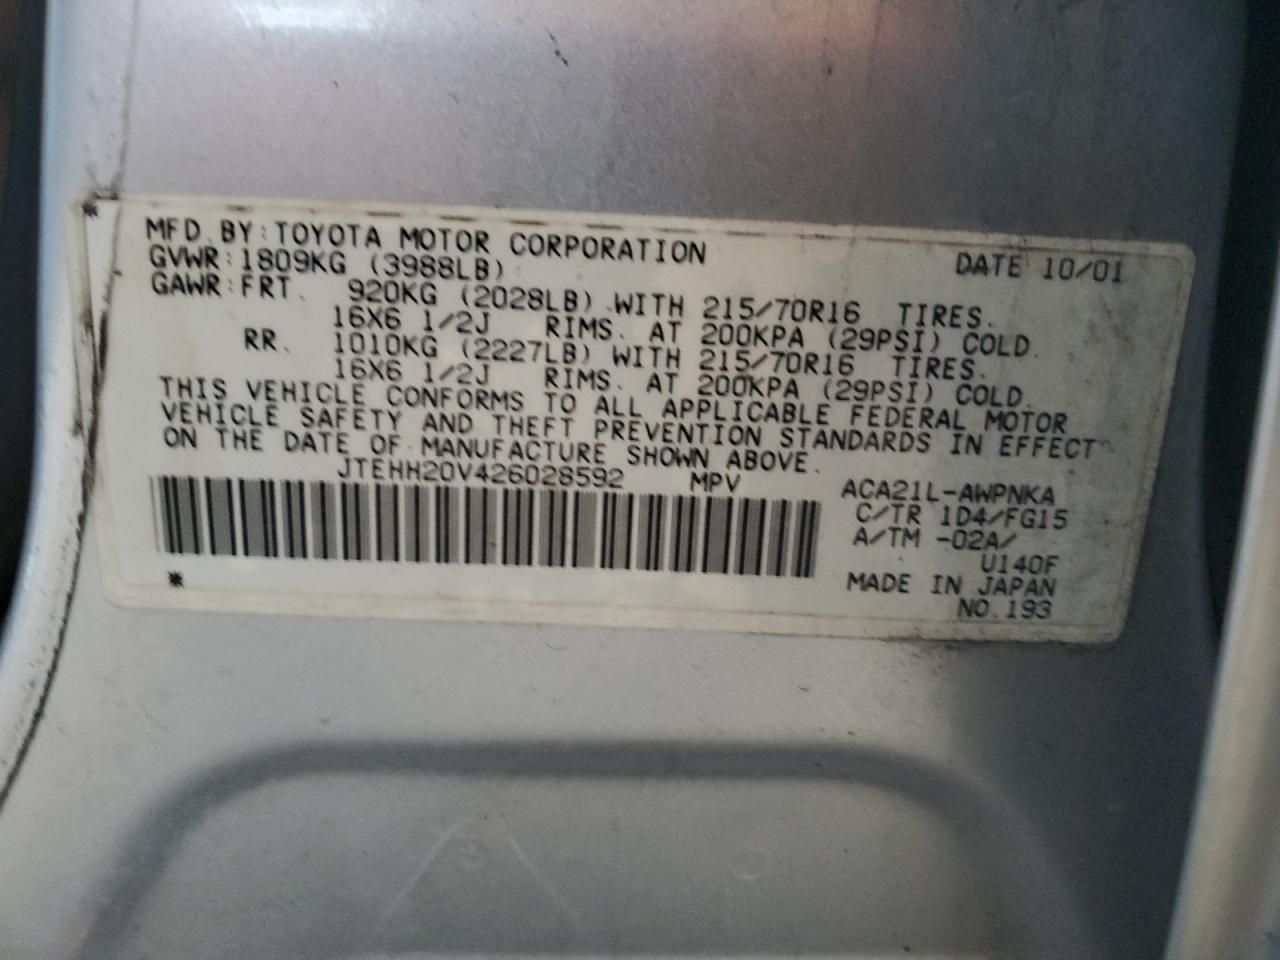 MFD BY:TOYOTA MOTOR CORPORATION DATE 10/01
GVWR:1809KG (3988LB)
GAWR:FRT. 920KG (2028LB) WITH 215/70R16 TIRES.
16X6 1/2J RIMS. AT 200KPA (29PSI) COLD.
RR. 1010KG (2227LB) WITH 215/70R16 TIRES.
16X6 1/2J RIMS. AT 200KPA (29PSI) COLD.
THIS VEHICLE CONFORMS TO ALL APPLICABLE FEDERAL MOTOR
VEHICLE SAFETY AND THEFT PREVENTION STANDARDS IN EFFECT
ON THE DATE OF MANUFACTURE SHOWN ABOVE.
JTEHH20V426028592 MPV
ACA21L-AWPNKA
C/TR 1D4/FG15
A/TM -02A/
U140F
MADE IN JAPAN
NO.193